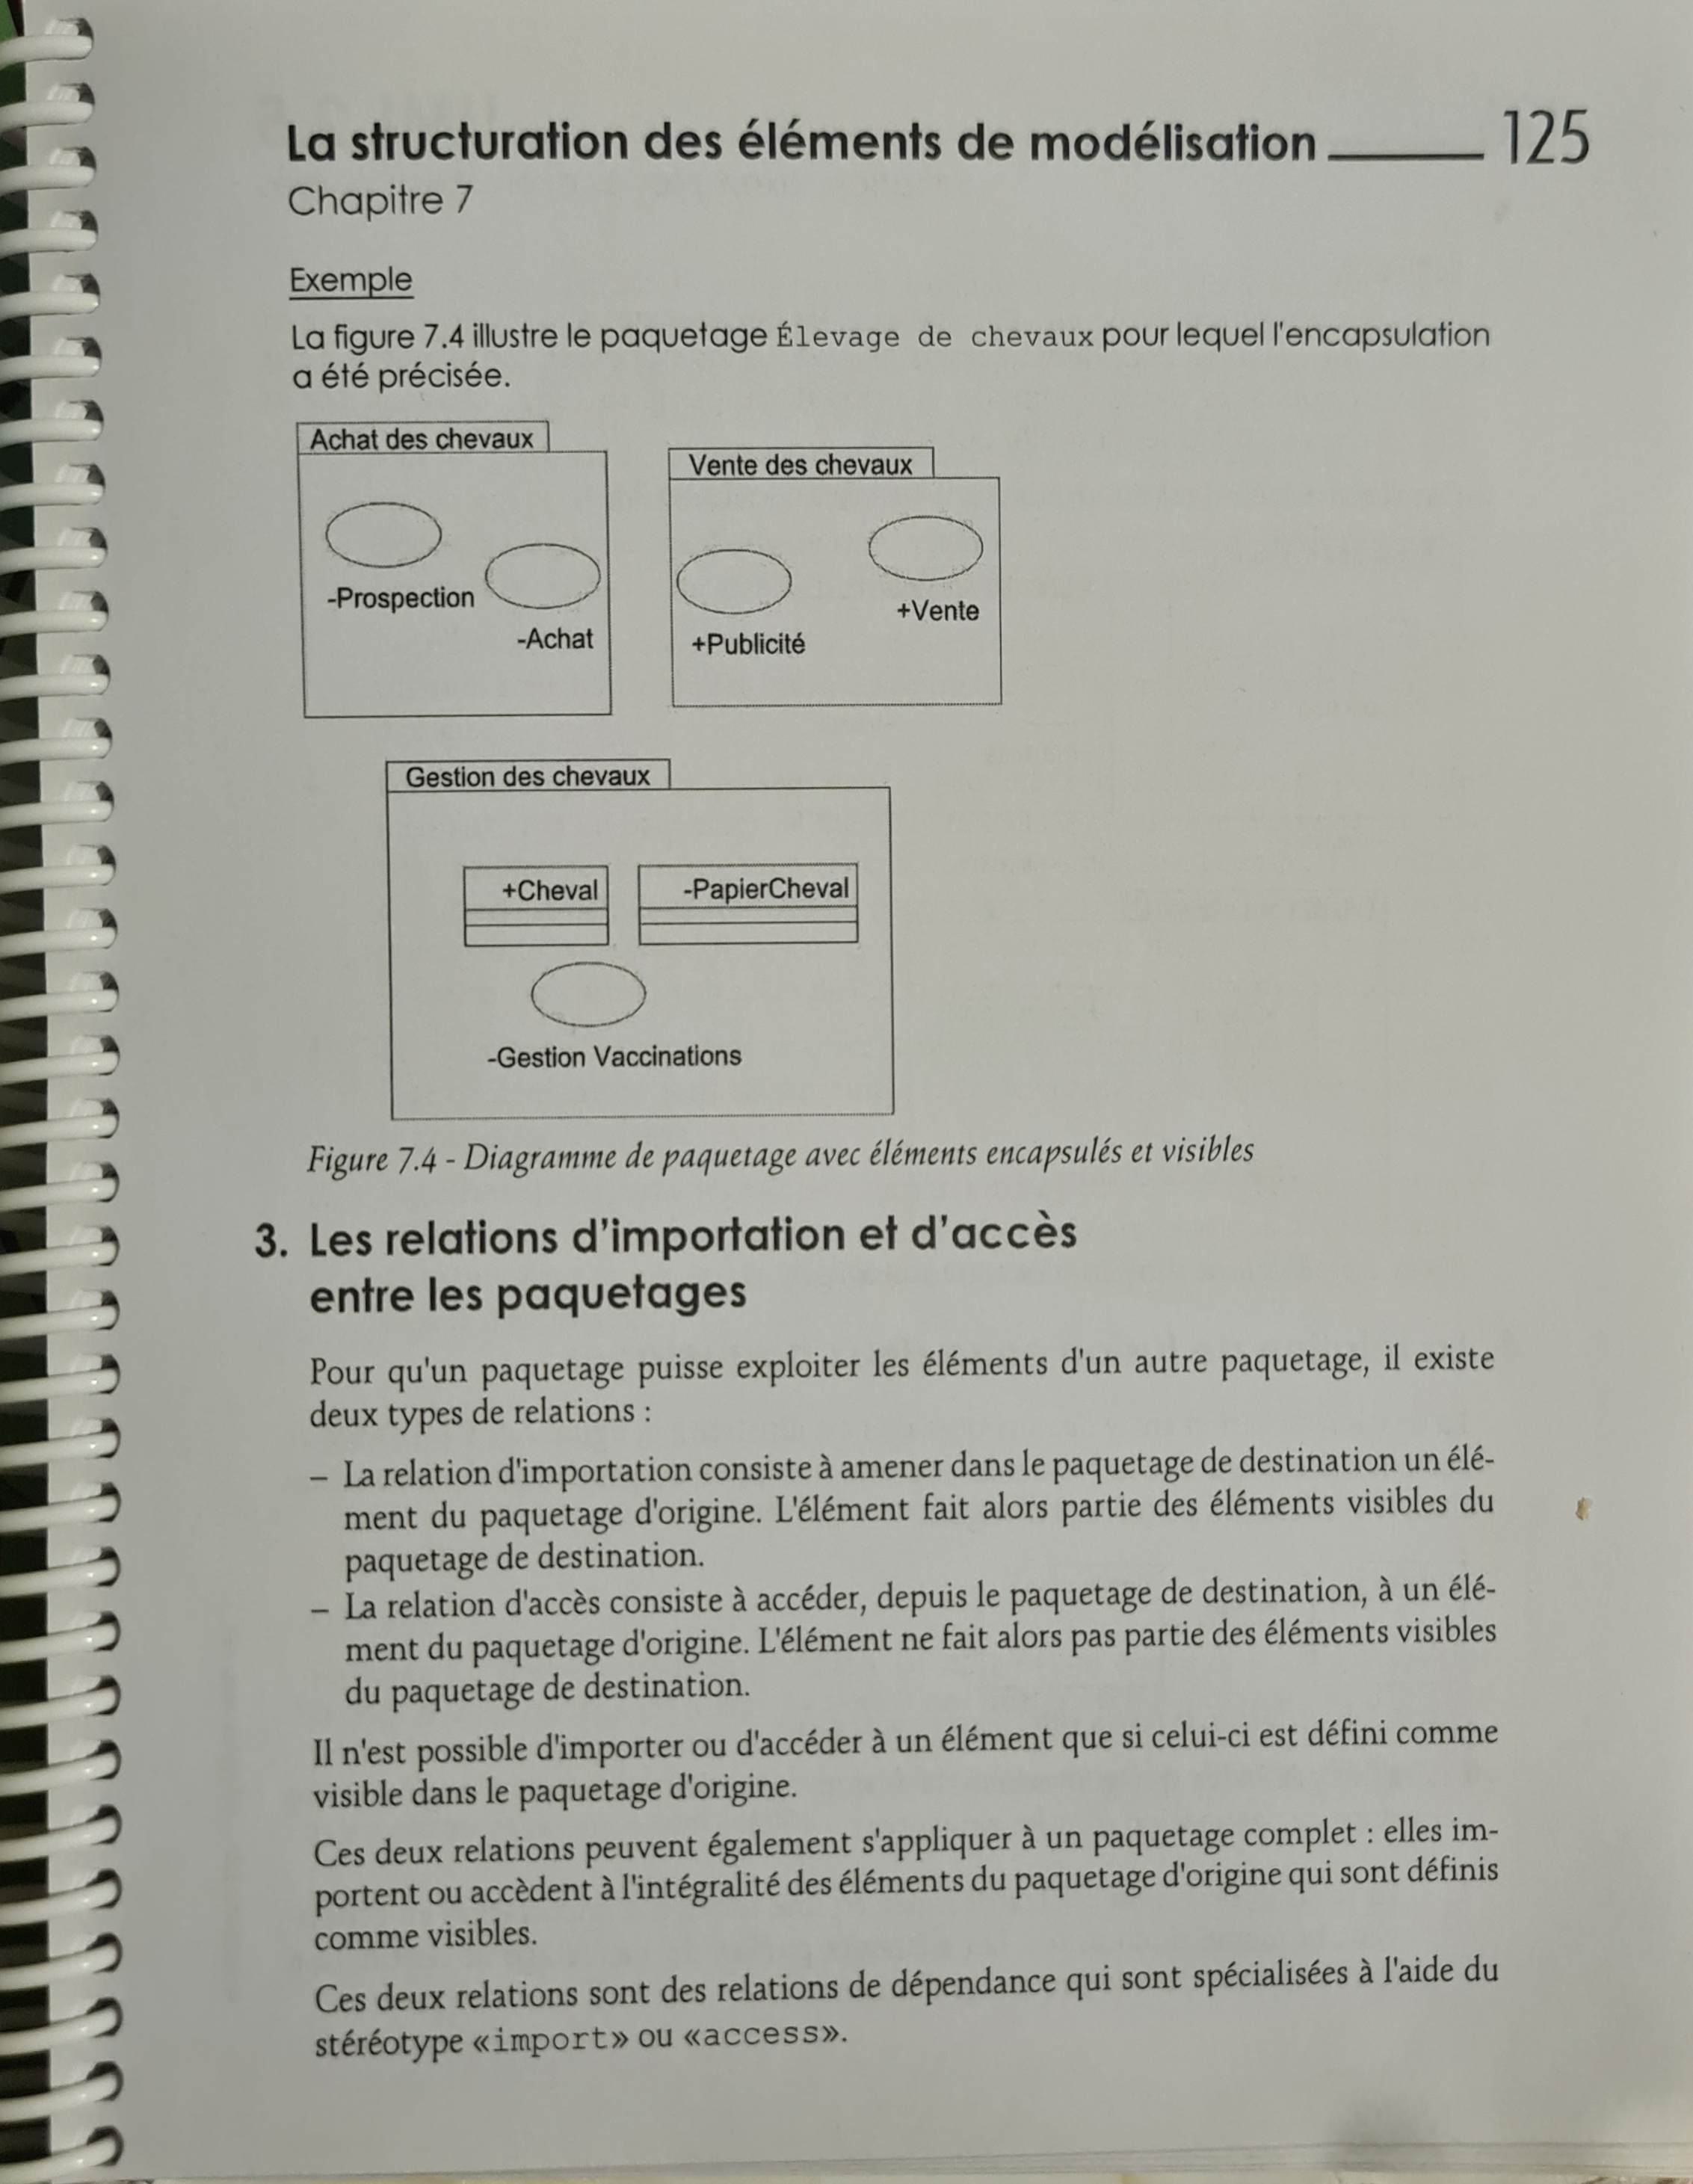 La structuration des éléments de modélisation 125
Chapitre 7
Exemple
La figure 7.4 illustre le paquetage Élevage de chevaux pour lequel l'encapsulation
a été précisée.
Achat des chevaux
-Prospection
-Achat
Vente des chevaux
+Vente
+Publicité
Gestion des chevaux
+Cheval
-PapierCheval
-Gestion Vaccinations
Figure 7.4 - Diagramme de paquetage avec éléments encapsulés et visibles
3. Les relations d'importation et d'accès
entre les paquetages
Pour qu'un paquetage puisse exploiter les éléments d'un autre paquetage, il existe
deux types de relations :
– La relation d'importation consiste à amener dans le paquetage de destination un élé-
ment du paquetage d'origine. L'élément fait alors partie des éléments visibles du
paquetage de destination.
– La relation d'accès consiste à accéder, depuis le paquetage de destination, à un élé-
ment du paquetage d'origine. L'élément ne fait alors pas partie des éléments visibles
du paquetage de destination.
Il n'est possible d'importer ou d'accéder à un élément que si celui-ci est défini comme
visible dans le paquetage d'origine.
Ces deux relations peuvent également s'appliquer à un paquetage complet : elles im-
portent ou accèdent à l'intégralité des éléments du paquetage d'origine qui sont définis
comme visibles.
Ces deux relations sont des relations de dépendance qui sont spécialisées à l'aide du
stéréotype «import» ou «access».